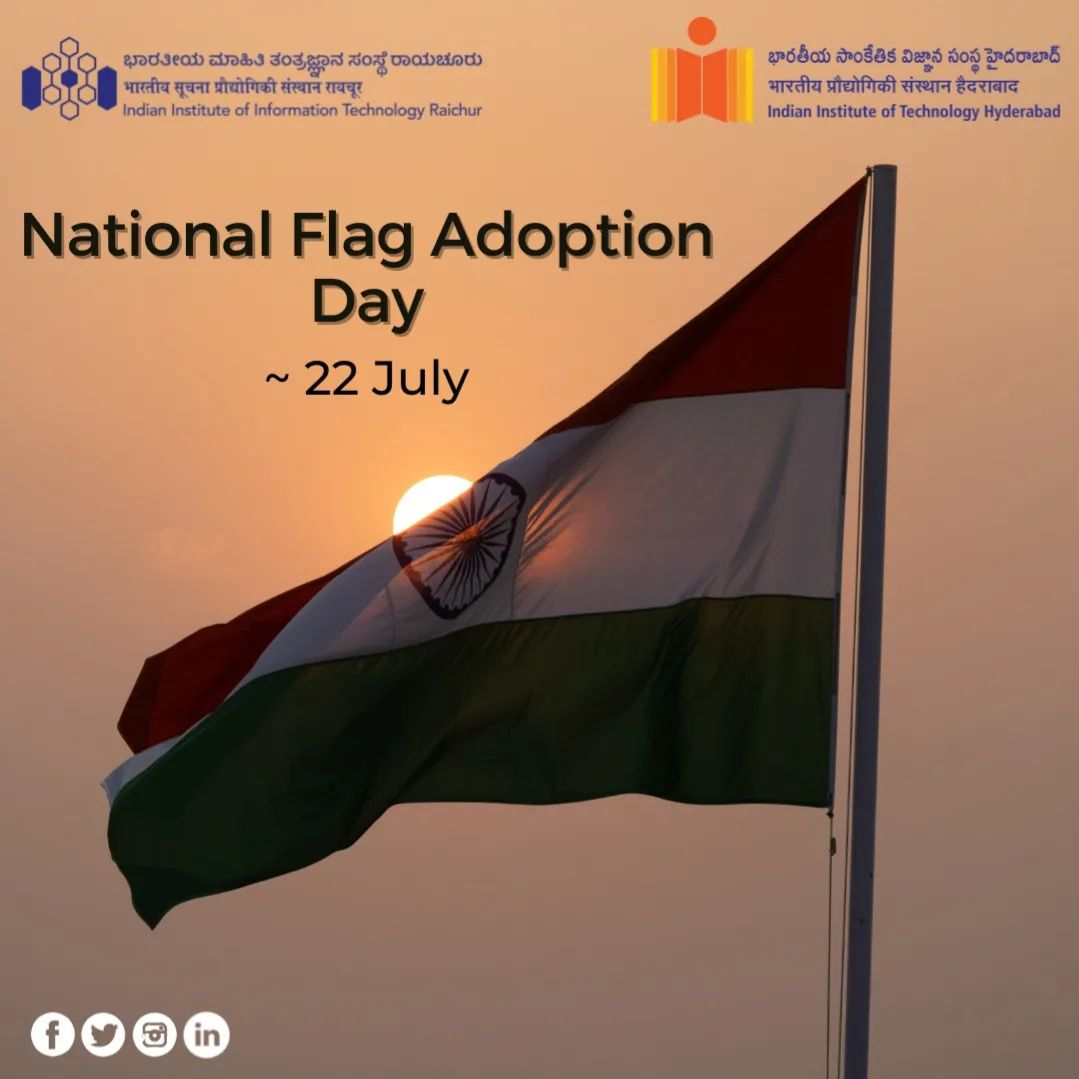 ಭಾರತೀಯ ಮಾಹಿತಿ ತಂತ್ರಜ್ಞಾನ ಸಂಸ್ಥೆ ರಾಯಚೂರು
भारतीय सूचना प्रौद्योगिकी संस्थान रायचूर
Indian Institute of Information Technology Raichur
భారతీయ సాంకేతిక విజ్ఞాన సంస్థ హైదరాబాద్
भारतीय प्रौद्योगिकी संस्थान हैदराबाद
Indian Institute of Technology Hyderabad
National Flag Adoption
Day
~ 22 July